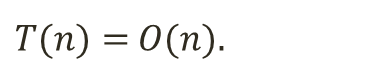 T(n) = O(n).